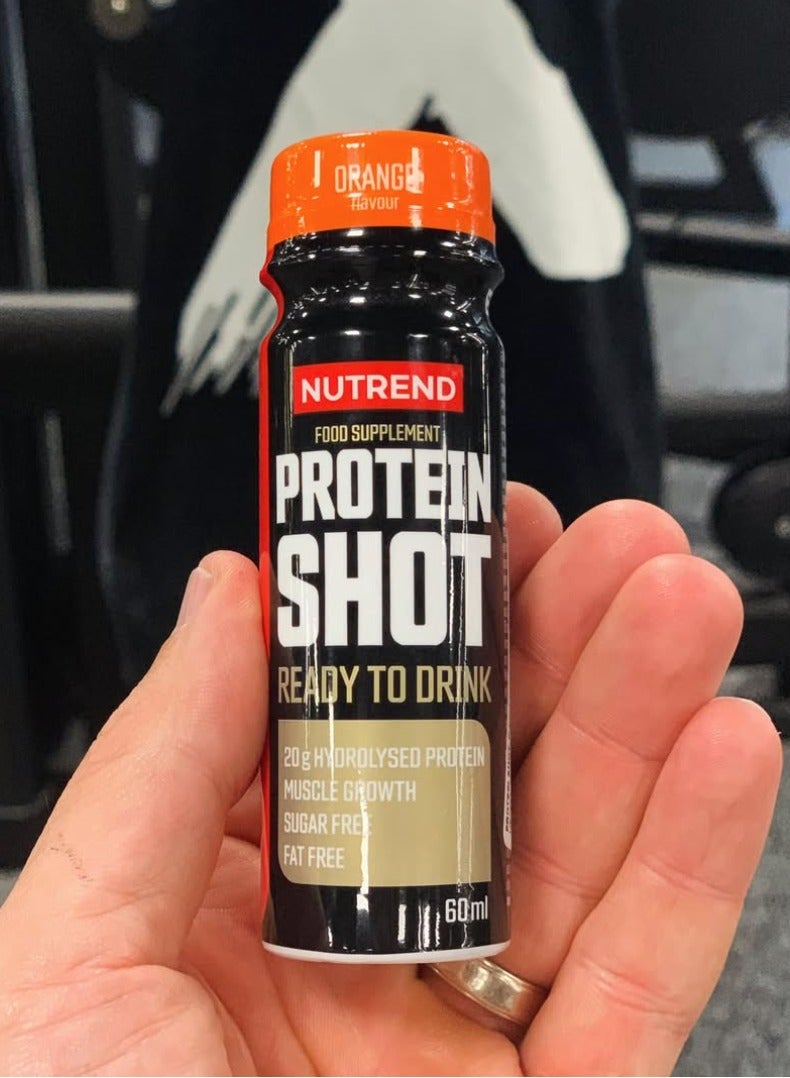 ORANGE
flavour
NUTREND
FOOD SUPPLEMENT
PROTEIN
SHOT
READY TO DRINK
20 g HYDROLYSED PROTEIN
MUSCLE GROWTH
SUGAR FREE
FAT FREE
60 ml